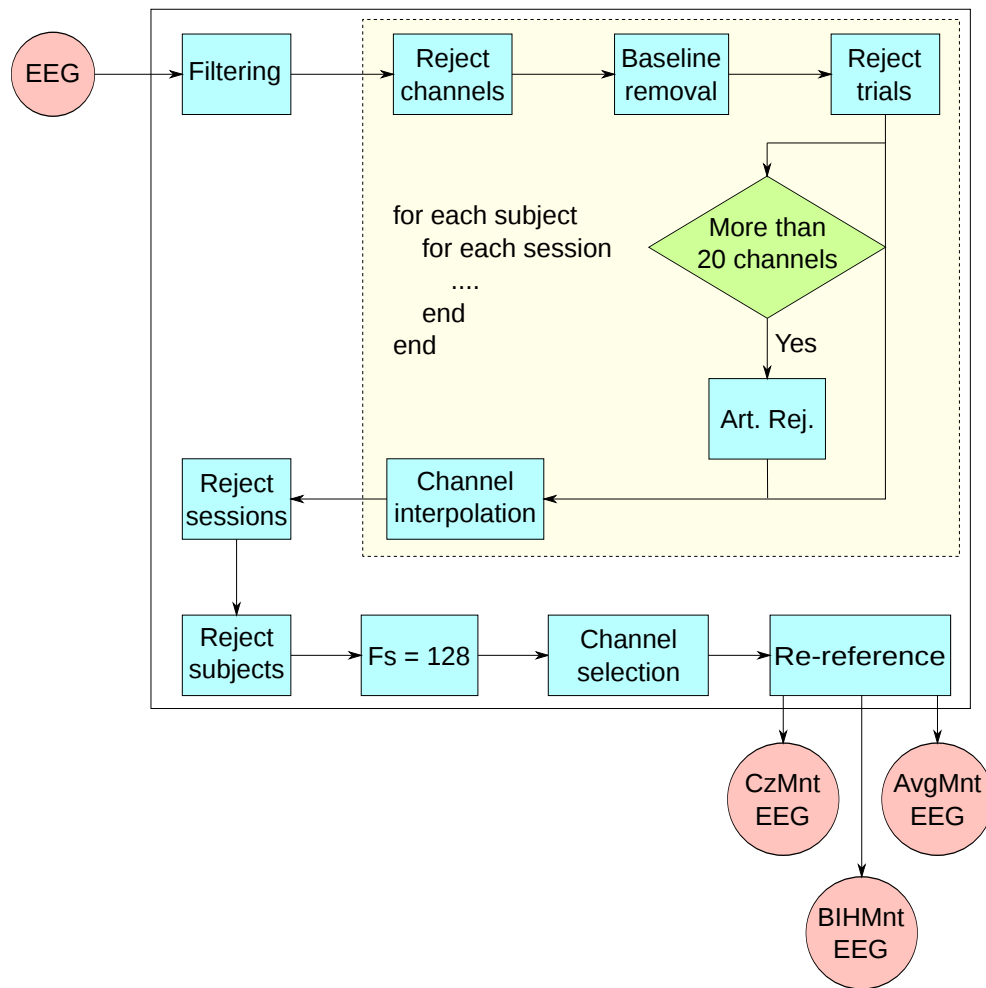 EEG
Filtering
Reject
channels
Baseline
removal
Reject
trials
for each subject
for each session
....
end
end
More than
20 channels
Yes
Art. Rej.
Channel
interpolation
Reject
sessions
Reject
subjects
Fs = 128
Channel
selection
Re-reference
CzMnt
EEG
AvgMnt
EEG
BIHMnt
EEG